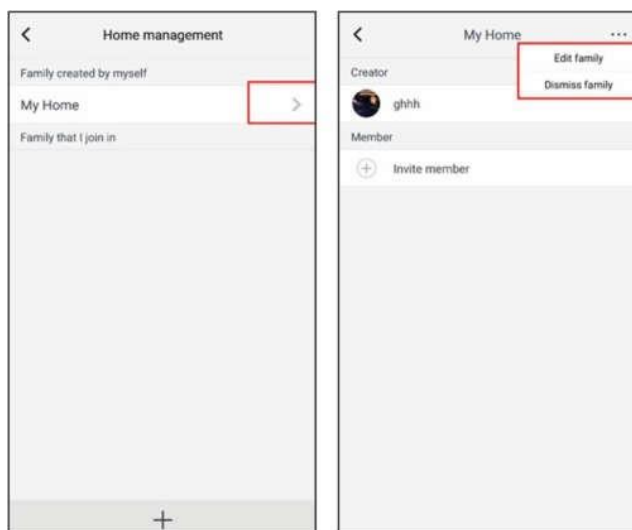 Home management
Family created by myself
My Home
Family that I join in
My Home
Edit family
Dismiss family
Creator
ghhh
Member
Invite member